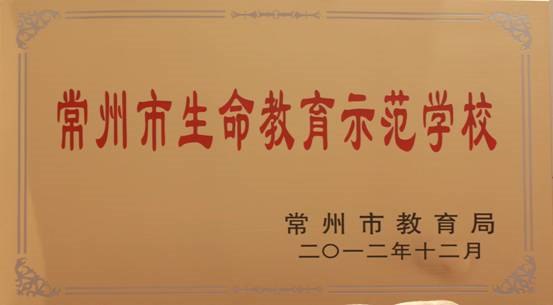 常州市生命教育示范学校
常州市教育局
二〇一二年十二月